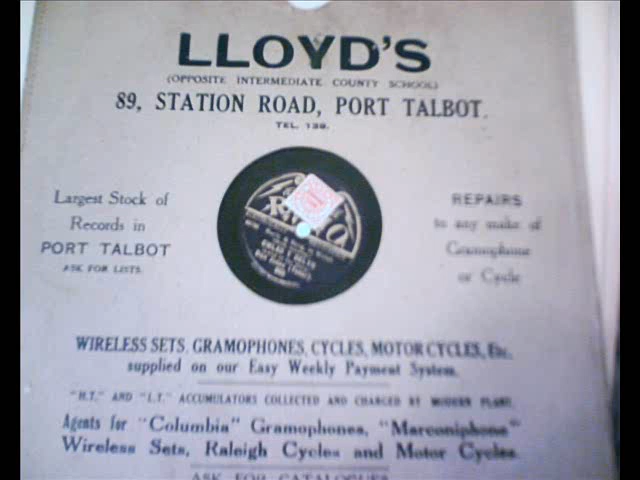 LLOYD'S
(OPPOSITE INTERMEDIATE COUNTY SCHOOL)
89, STATION ROAD, PORT TALBOT.
TEL. 138.
Largest Stock of
Records in
PORT TALBOT
ASK FOR LISTS.
REPAIRS
to any make of
Gramophone
or Cycle
WIRELESS SETS, GRAMOPHONES, CYCLES, MOTOR CYCLES, Etc.
supplied on our Easy Weekly Payment System.
"H.T." AND "L.T." ACCUMULATORS COLLECTED AND CHARGED BY MODERN PLANT.
Agents for "Columbia" Gramophones, "Marconiphone"
Wireless Sets, Raleigh Cycles and Motor Cycles.
ASK FOR CATALOGUES